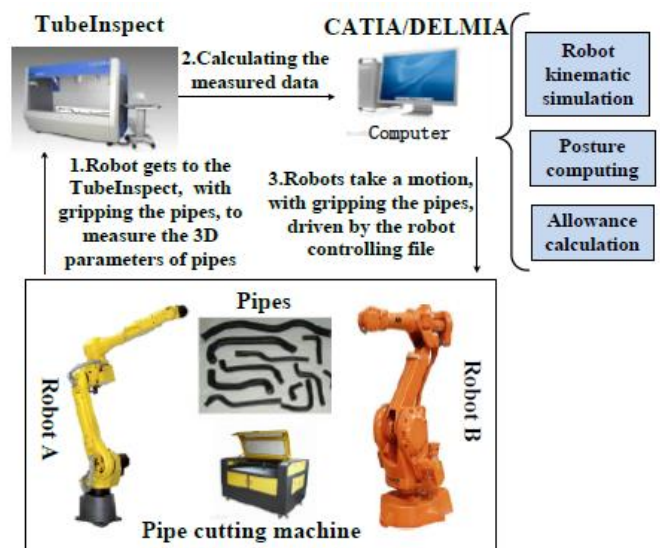 TubeInspect
CATIA/DELMIA
2.Calculating the
measured data
Computer
Robot
kinematic
simulation
Posture
computing
Allowance
calculation
1.Robot gets to the
TubeInspect, with
gripping the pipes, to
measure the 3D
parameters of pipes
3.Robots take a motion,
with gripping the pipes,
driven by the robot
controlling file
Pipes
Robot A
Robot B
Pipe cutting machine